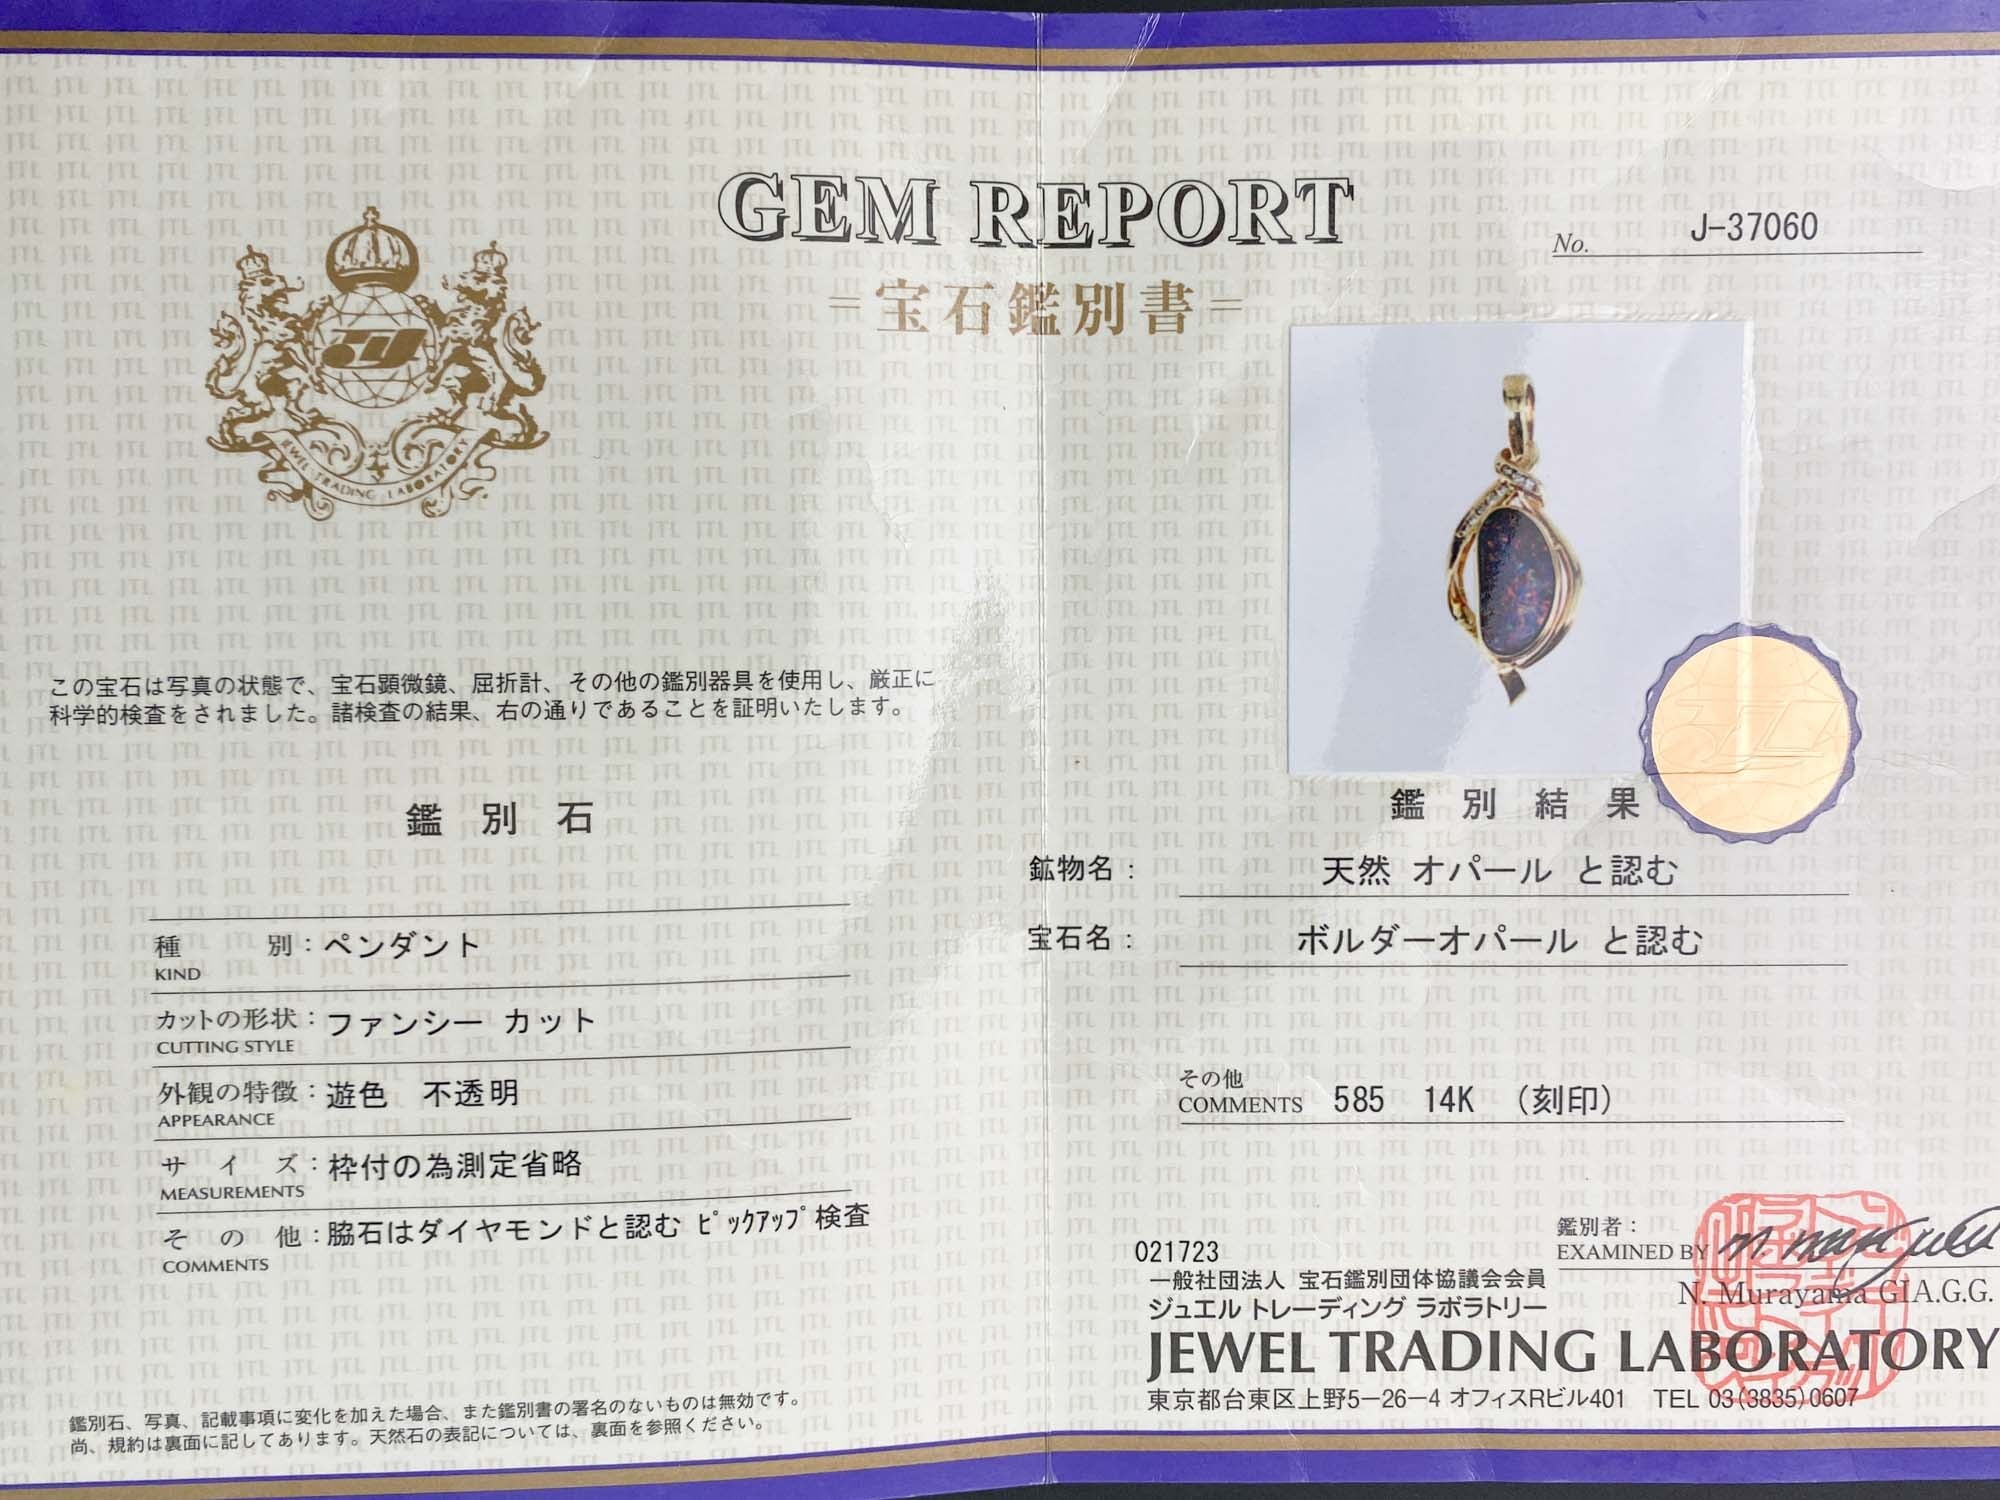 GEM REPORT
=宝石鑑別書=
No. J-37060
JEWEL TRADING LABORATORY
この宝石は写真の状態で、宝石顕微鏡、屈折計、その他の鑑別器具を使用し、厳正に
科学的検査をされました。諸検査の結果、右の通りであることを証明いたします。
鑑別石
種別：ペンダント
KIND
カットの形状：ファンシー カット
CUTTING STYLE
外観の特徴：遊色 不透明
APPEARANCE
サイズ：枠付の為測定省略
MEASUREMENTS
その他：脇石はダイヤモンドと認む ﾋﾟｯｸｱｯﾌﾟ検査
COMMENTS
鑑別石、写真、記載事項に変化を加えた場合、また鑑別書の署名のないものは無効です。
尚、規約は裏面に記してあります。天然石の表記については、裏面を参照ください。
鑑別結果
鉱物名： 天然 オパール と認む
宝石名： ボルダーオパール と認む
その他
COMMENTS 585 14K （刻印）
鑑別者：
EXAMINED BY
N. Murayama GIA.G.G.
021723
一般社団法人 宝石鑑別団体協議会会員
ジュエル トレーディング ラボラトリー
JEWEL TRADING LABORATORY
東京都台東区上野5－26－4 オフィスRビル401 TEL 03(3835)0607